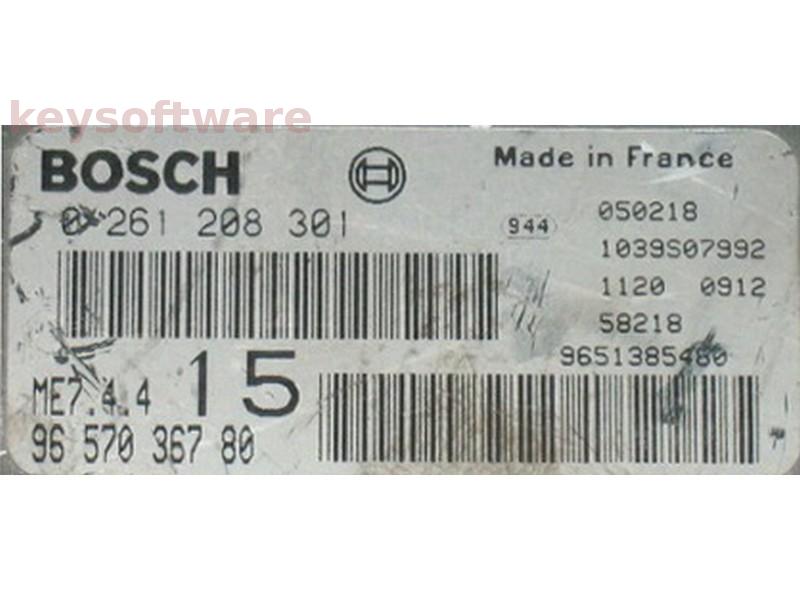 keysoftware
BOSCH
Made in France
0 261 208 301
944
050218
1039S07992
1120 0912
58218
9651385480
ME7.4.4 15
96 570 367 80